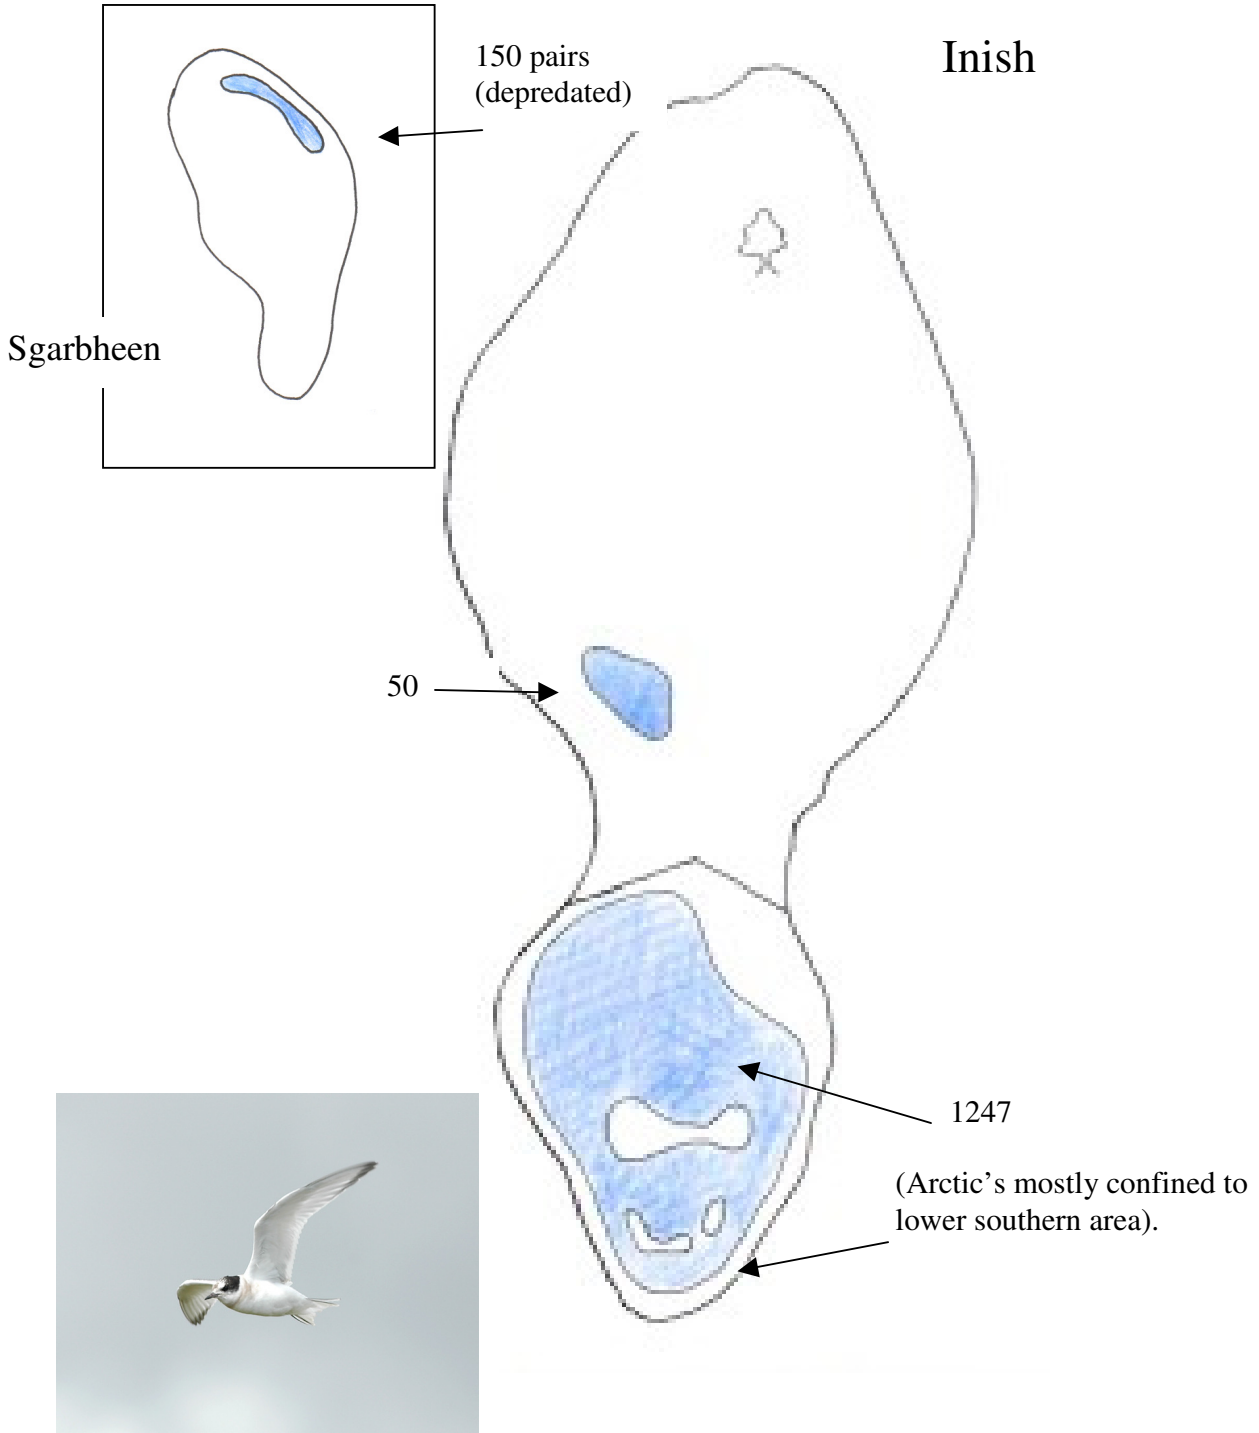 150 pairs
(depredated)
Inish
Sgarbheen
50
1247
(Arctic’s mostly confined to
lower southern area).